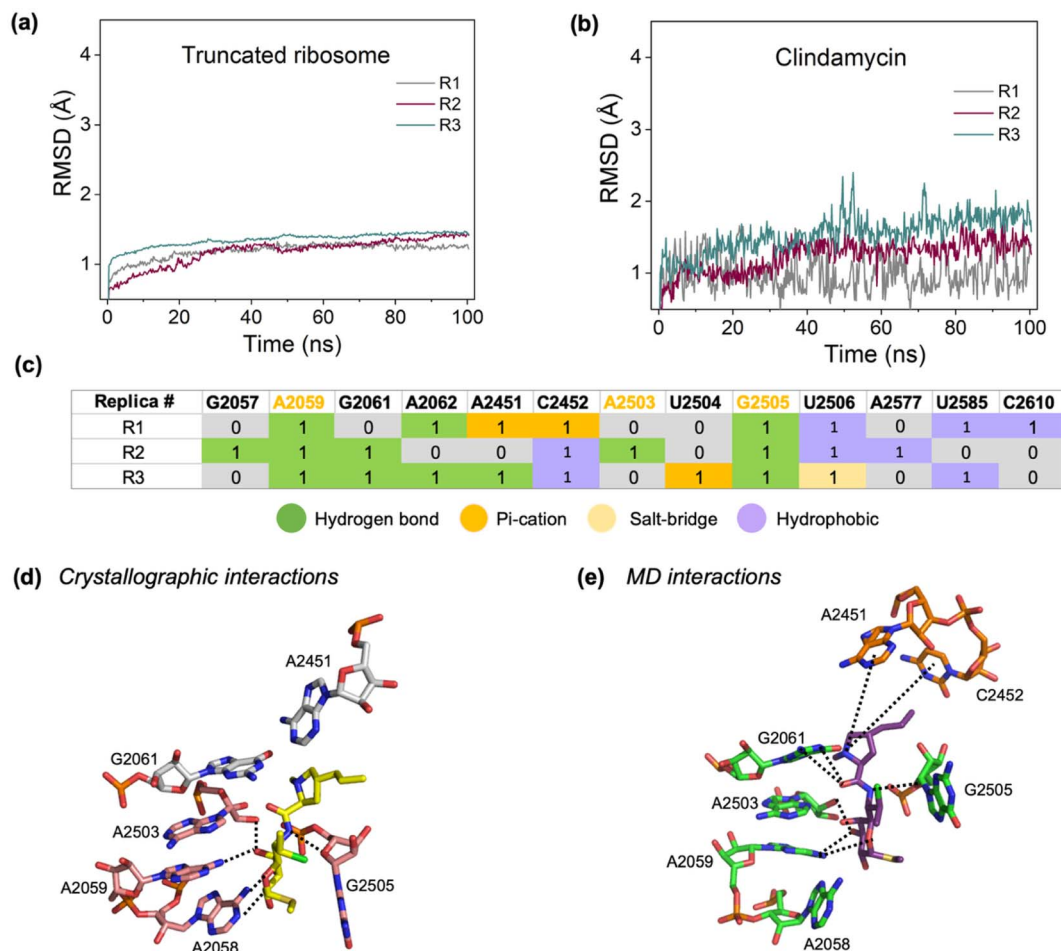 (a)
Truncated ribosome
R1
R2
R3
RMSD (Å)
4
3
2
1
0 20 40 60 80 100
Time (ns)
(b)
Clindamycin
R1
R2
R3
RMSD (Å)
4
3
2
1
0 20 40 60 80 100
Time (ns)
(c)
Replica # G2057 A2059 G2061 A2062 A2451 C2452 A2503 U2504 G2505 U2506 A2577 U2585 C2610
R1 0 1 0 1 1 1 0 0 1 1 0 1 1
R2 1 1 1 0 0 1 1 0 1 1 1 0 0
R3 0 1 1 1 1 1 0 1 1 1 0 1 0
Hydrogen bond Pi-cation Salt-bridge Hydrophobic
(d) Crystallographic interactions
A2451
G2061
A2503
A2059
G2505
A2058
(e) MD interactions
A2451
C2452
G2061
G2505
A2503
A2059
A2058